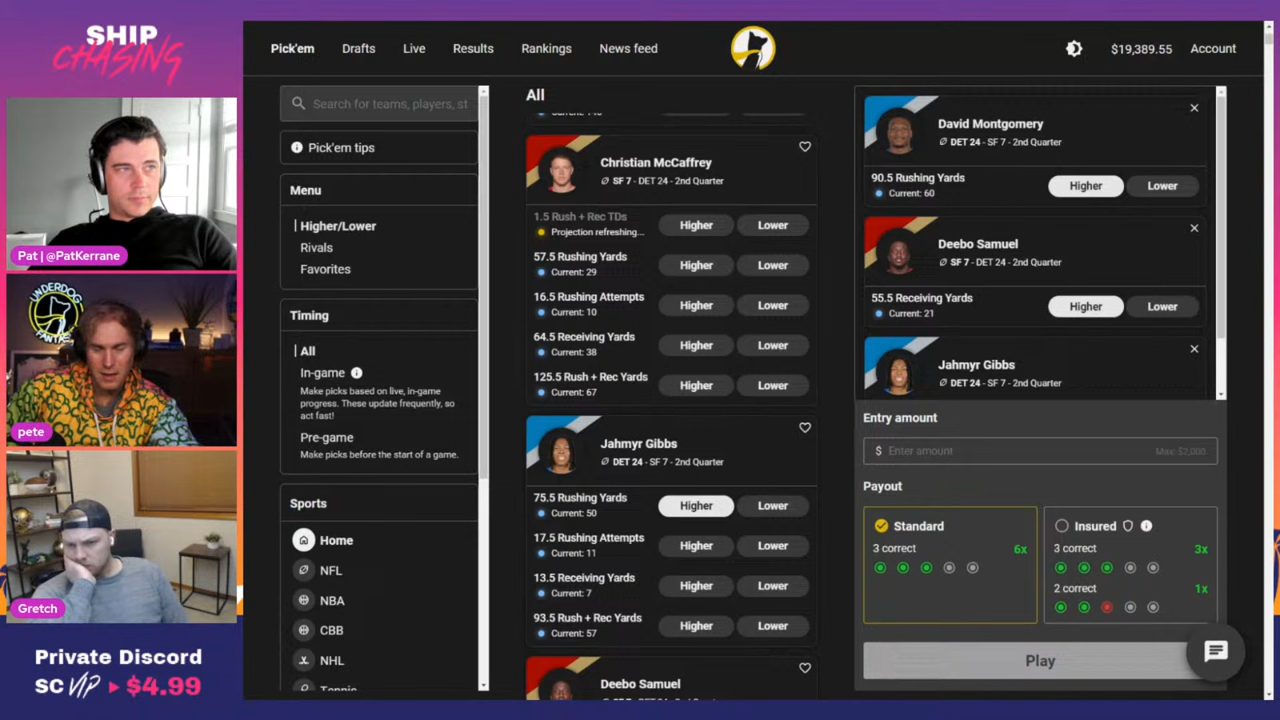 SHIP
CHASING
Pat | @PatKerrane
UNDERDOG
FANTASY
pete
Gretch
Private Discord
SC VIP ▸ $4.99
Pick'em
Drafts
Live
Results
Rankings
News feed
$19,389.55
Account
Search for teams, players, st
Pick'em tips
Menu
Higher/Lower
Rivals
Favorites
Timing
All
In-game
Make picks based on live, in-game
progress. These update frequently, so
act fast!
Pre-game
Make picks before the start of a game.
Sports
Home
NFL
NBA
CBB
NHL
Tennis
All
Christian McCaffrey
SF 7 - DET 24 - 2nd Quarter
1.5 Rush + Rec TDs
Projection refreshing...
Higher
Lower
57.5 Rushing Yards
Current: 29
Higher
Lower
16.5 Rushing Attempts
Current: 10
Higher
Lower
64.5 Receiving Yards
Current: 38
Higher
Lower
125.5 Rush + Rec Yards
Current: 67
Higher
Lower
Jahmyr Gibbs
DET 24 - SF 7 - 2nd Quarter
75.5 Rushing Yards
Current: 50
Higher
Lower
17.5 Rushing Attempts
Current: 11
Higher
Lower
13.5 Receiving Yards
Current: 7
Higher
Lower
93.5 Rush + Rec Yards
Current: 57
Higher
Lower
Deebo Samuel
David Montgomery
DET 24 - SF 7 - 2nd Quarter
90.5 Rushing Yards
Current: 60
Higher
Lower
Deebo Samuel
SF 7 - DET 24 - 2nd Quarter
55.5 Receiving Yards
Current: 21
Higher
Lower
Jahmyr Gibbs
DET 24 - SF 7 - 2nd Quarter
Entry amount
$ Enter amount
Max: $2,000
Payout
Standard
3 correct
6x
Insured
3 correct
3x
2 correct
1x
Play